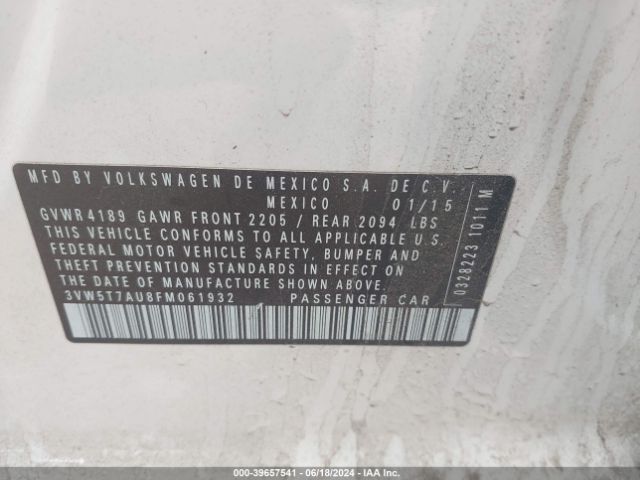 MFD BY VOLKSWAGEN DE MEXICO S.A. DE C.V.
MEXICO 01/15
GVWR 4189 GAWR FRONT 2205 / REAR 2094 LBS
THIS VEHICLE CONFORMS TO ALL APPLICABLE U.S.
FEDERAL MOTOR VEHICLE SAFETY, BUMPER AND
THEFT PREVENTION STANDARDS IN EFFECT ON
THE DATE OF MANUFACTURE SHOWN ABOVE.
3VW5T7AU8FM061932 PASSENGER CAR
0328223 1011 M
000-39657541 - 06/18/2024 - IAA Inc.